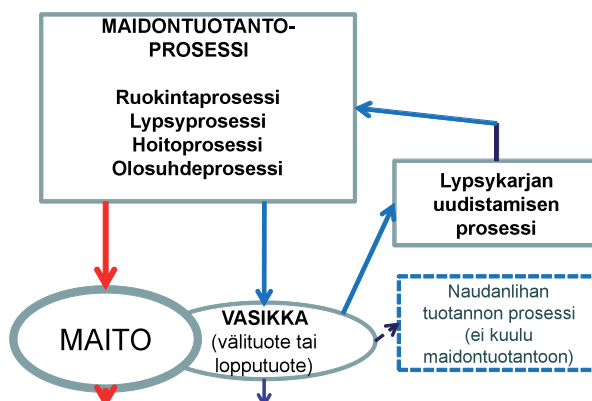 MAIDONTUOTANTO-
PROSESSI
Ruokintaprosessi
Lypsyprosessi
Hoitoprosessi
Olosuhdeprosessi
Lypsykarjan
uudistamisen
prosessi
Naudanlihan
tuotannon prosessi
(ei kuulu
maidontuotantoon)
MAITO
VASIKKA
(välituote tai
lopputuote)